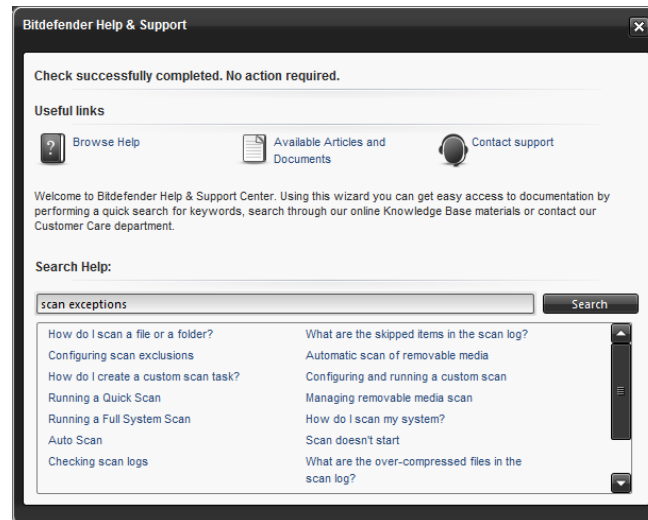 Bitdefender Help & Support
Check successfully completed. No action required.
Useful links
Browse Help
Available Articles and
Documents
Contact support
Welcome to Bitdefender Help & Support Center. Using this wizard you can get easy access to documentation by
performing a quick search for keywords, search through our online Knowledge Base materials or contact our
Customer Care department.
Search Help:
scan exceptions
Search
How do I scan a file or a folder?
Configuring scan exclusions
How do I create a custom scan task?
Running a Quick Scan
Running a Full System Scan
Auto Scan
Checking scan logs
What are the skipped items in the scan log?
Automatic scan of removable media
Configuring and running a custom scan
Managing removable media scan
How do I scan my system?
Scan doesn't start
What are the over-compressed files in the
scan log?